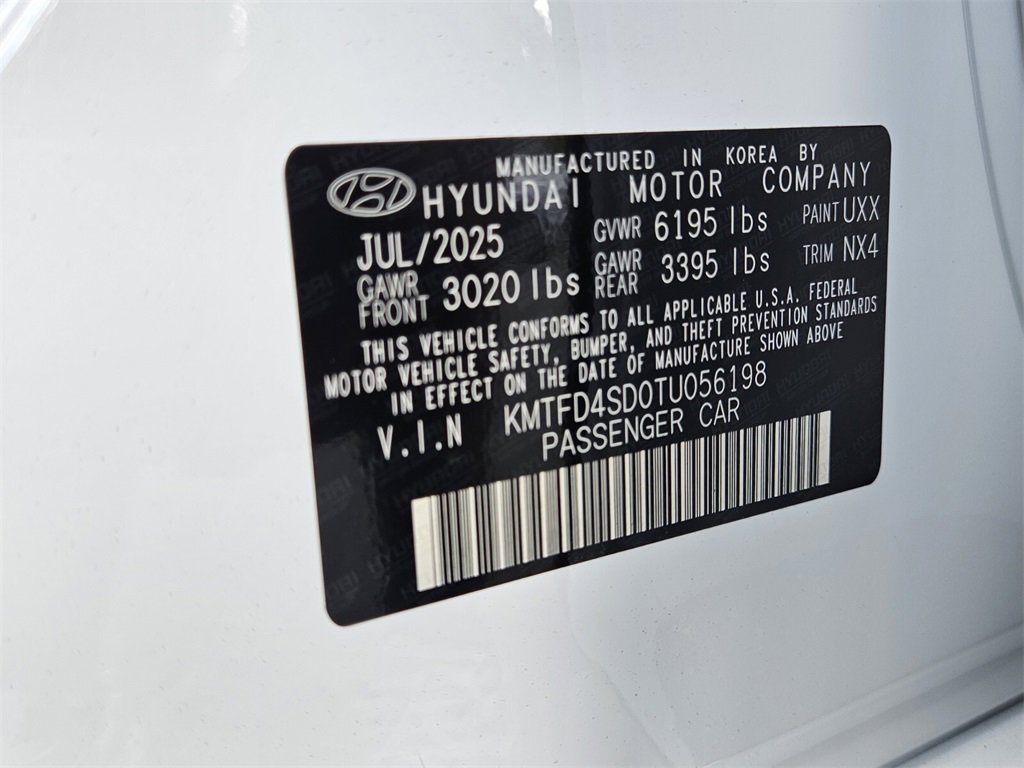 MANUFACTURED IN KOREA BY
HYUNDAI MOTOR COMPANY
JUL/2025 GVWR 6195 lbs PAINT UXX
GAWR FRONT 3020 lbs GAWR REAR 3395 lbs TRIM NX4
THIS VEHICLE CONFORMS TO ALL APPLICABLE U.S.A. FEDERAL
MOTOR VEHICLE SAFETY, BUMPER, AND THEFT PREVENTION STANDARDS
IN EFFECT ON THE DATE OF MANUFACTURE SHOWN ABOVE
V.I.N KMTFD4SD0TU056198
PASSENGER CAR